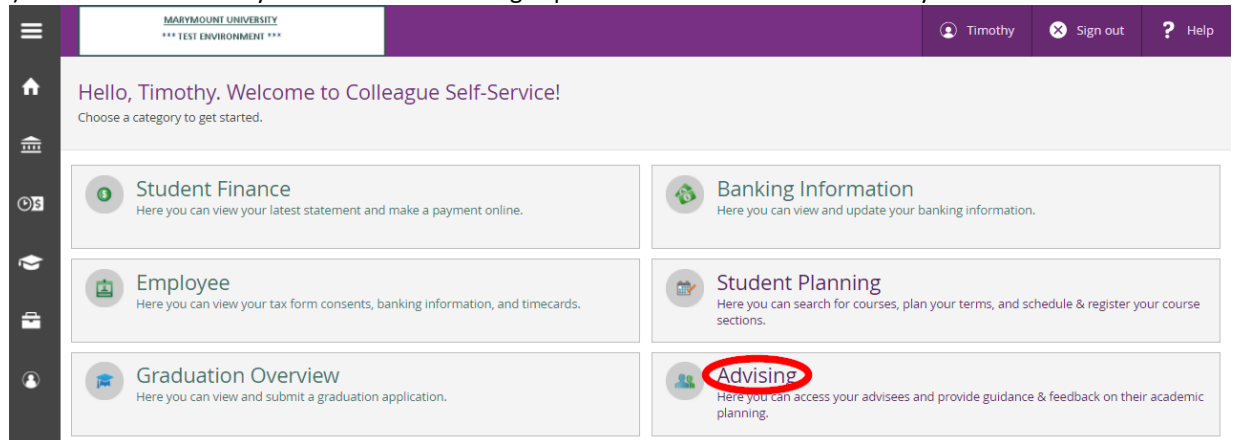 MARYMOUNT UNIVERSITY
*** TEST ENVIRONMENT ***
Timothy
Sign out
? Help
Hello, Timothy. Welcome to Colleague Self-Service!
Choose a category to get started.
Student Finance
Here you can view your latest statement and make a payment online.
Banking Information
Here you can view and update your banking information.
Employee
Here you can view your tax form consents, banking information, and timecards.
Student Planning
Here you can search for courses, plan your terms, and schedule & register your course
sections.
Graduation Overview
Here you can view and submit a graduation application.
Advising
Here you can access your advisees and provide guidance & feedback on their academic
planning.